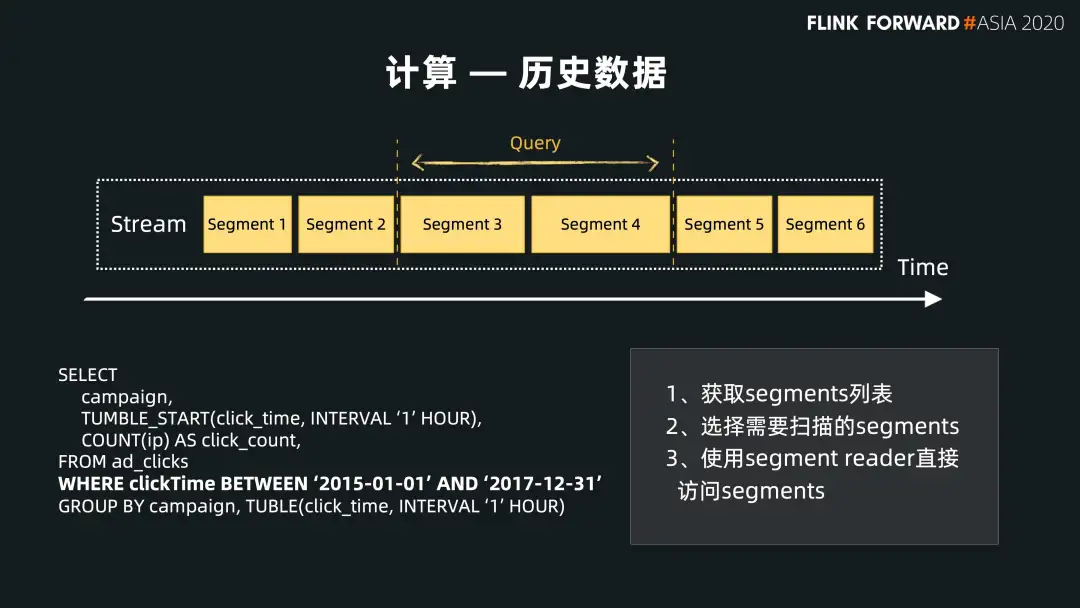 FLINK FORWARD #ASIA 2020
计算 — 历史数据
Query
Stream
Segment 1
Segment 2
Segment 3
Segment 4
Segment 5
Segment 6
Time
SELECT
campaign,
TUMBLE_START(click_time, INTERVAL ‘1’ HOUR),
COUNT(ip) AS click_count,
FROM ad_clicks
WHERE clickTime BETWEEN ‘2015-01-01’ AND ‘2017-12-31’
GROUP BY campaign, TUBLE(click_time, INTERVAL ‘1’ HOUR)
1、获取segments列表
2、选择需要扫描的segments
3、使用segment reader直接
访问segments